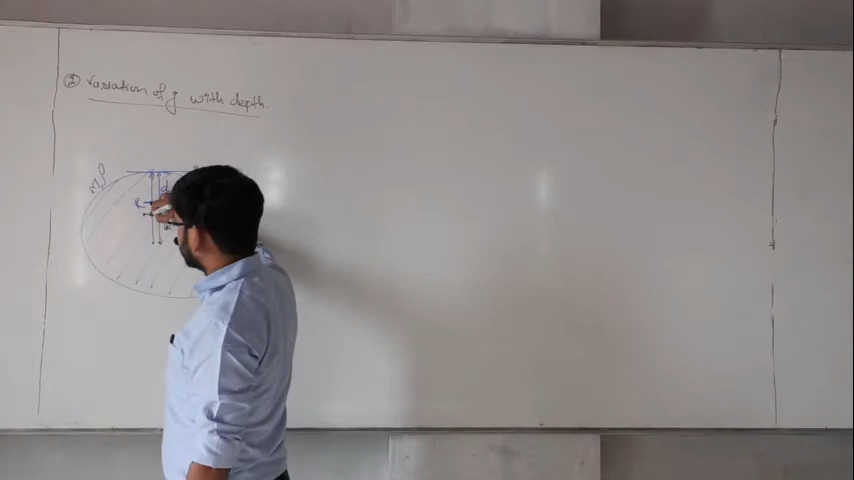 ② Variation of g with depth.
M, ρ
d
R